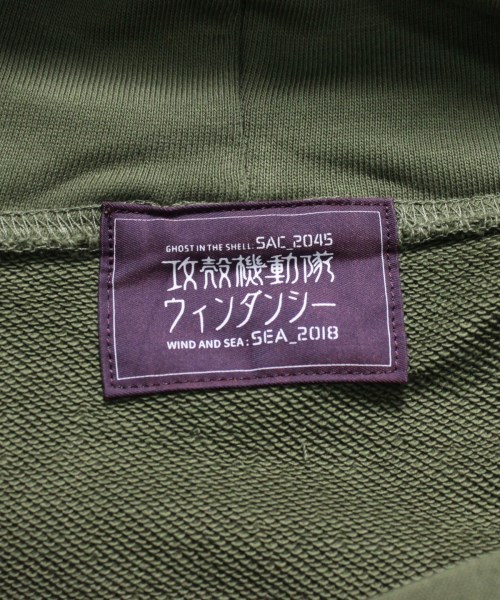 GHOST IN THE SHELL: SAC_2045
攻殻機動隊
ウィンダンシー
WIND AND SEA : SEA_2018